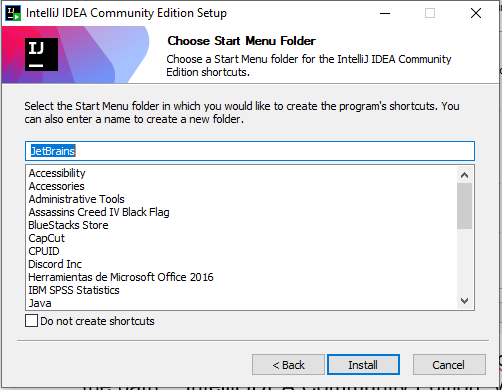 IntelliJ IDEA Community Edition Setup
IJ
Choose Start Menu Folder
Choose a Start Menu folder for the IntelliJ IDEA Community
Edition shortcuts.
Select the Start Menu folder in which you would like to create the program's shortcuts. You
can also enter a name to create a new folder.
JetBrains
Accessibility
Accessories
Administrative Tools
Assassins Creed IV Black Flag
BlueStacks Store
CapCut
CPUID
Discord Inc
Herramientas de Microsoft Office 2016
IBM SPSS Statistics
Java
Do not create shortcuts
< Back
Install
Cancel